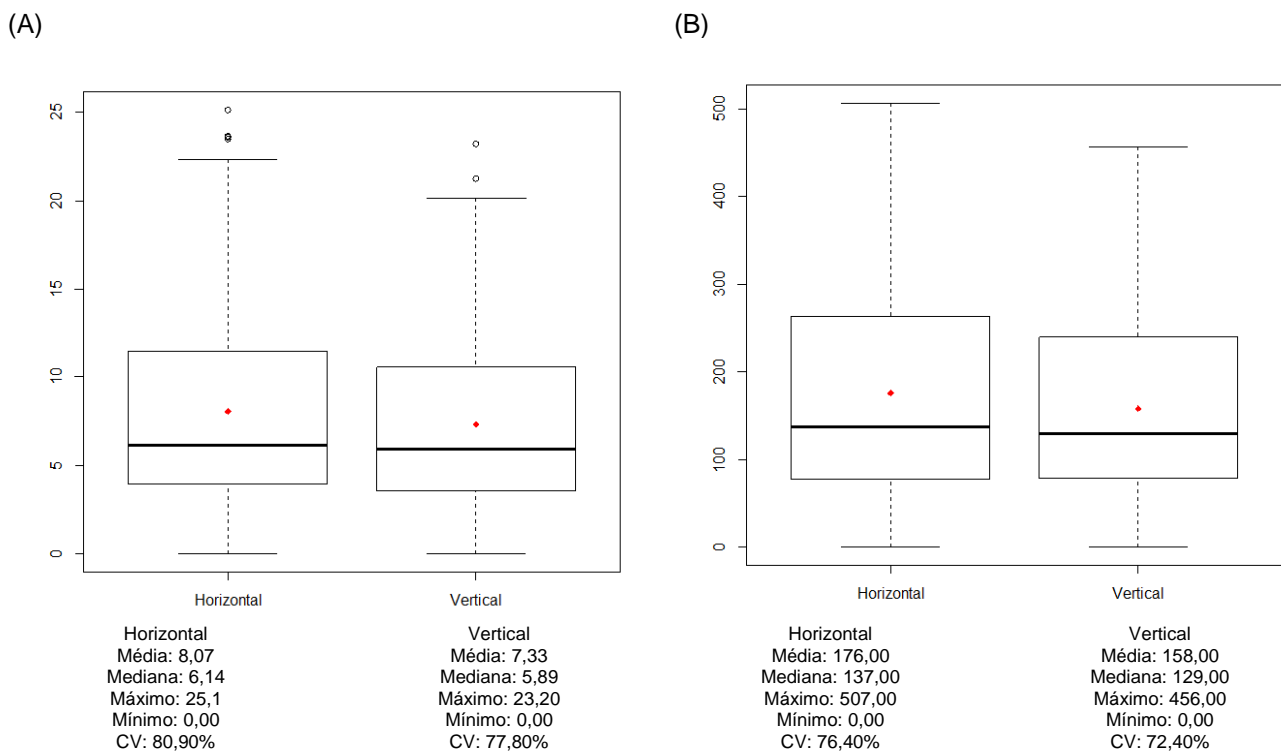 (A)
(B)
25
20
15
10
5
0
Horizontal
Vertical
500
400
300
200
100
0
Horizontal
Vertical
Horizontal
Média: 8,07
Mediana: 6,14
Máximo: 25,1
Mínimo: 0,00
CV: 80,90%
Vertical
Média: 7,33
Mediana: 5,89
Máximo: 23,20
Mínimo: 0,00
CV: 77,80%
Horizontal
Média: 176,00
Mediana: 137,00
Máximo: 507,00
Mínimo: 0,00
CV: 76,40%
Vertical
Média: 158,00
Mediana: 129,00
Máximo: 456,00
Mínimo: 0,00
CV: 72,40%